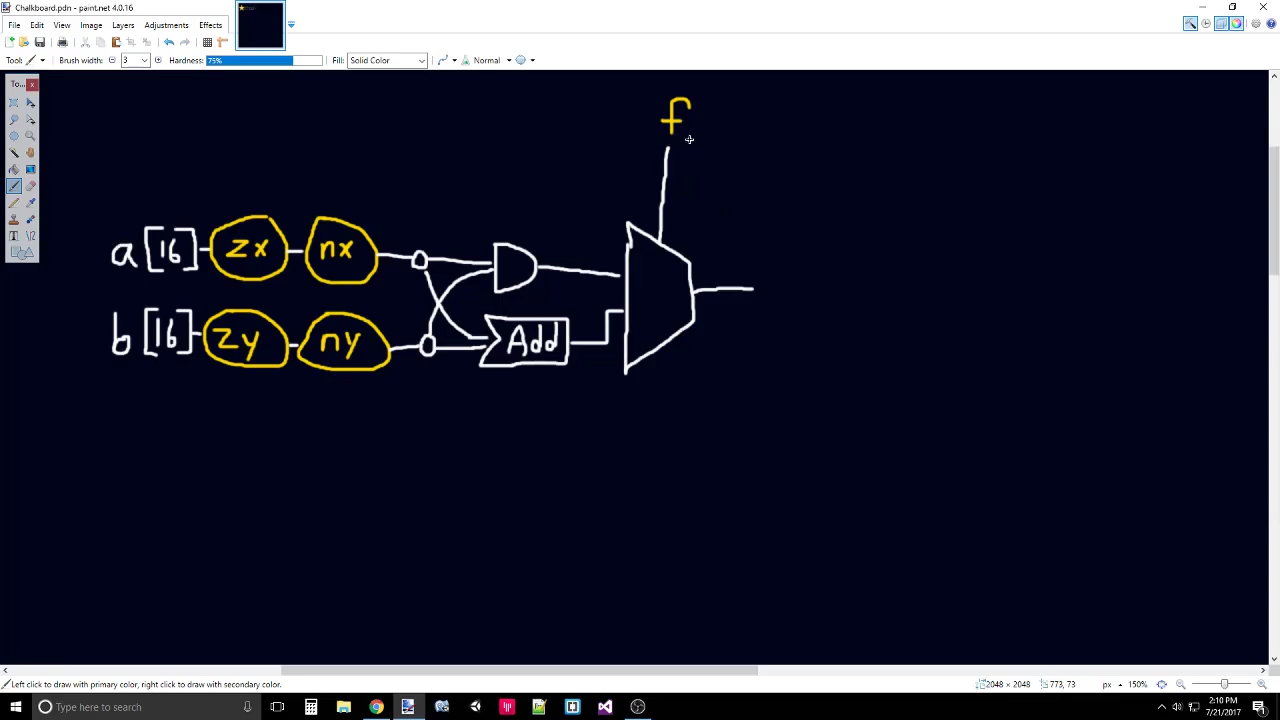 Chalkboard.pdn - paint.net 4.0.16
File Edit View Image Layers Adjustments Effects
Tool: Brush width: 3 Hardness: 75% Fill: Solid Color Normal
To... x
f
a [16] zx nx
b [16] zy ny Add
Left click to draw with primary color, right click to draw with secondary color. 2048 × 2048 773, 73 px 150%
Type here to search 2:10 PM
7/21/2017